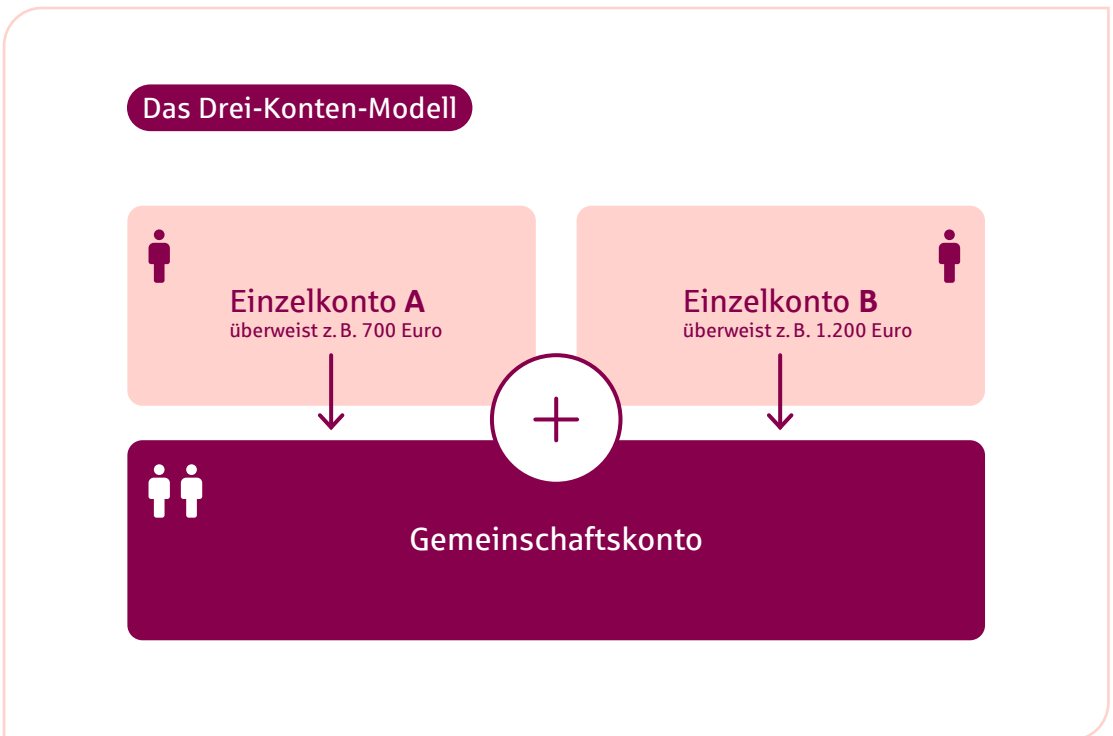 Das Drei-Konten-Modell
Einzelkonto A
überweist z. B. 700 Euro
Einzelkonto B
überweist z. B. 1.200 Euro
Gemeinschaftskonto